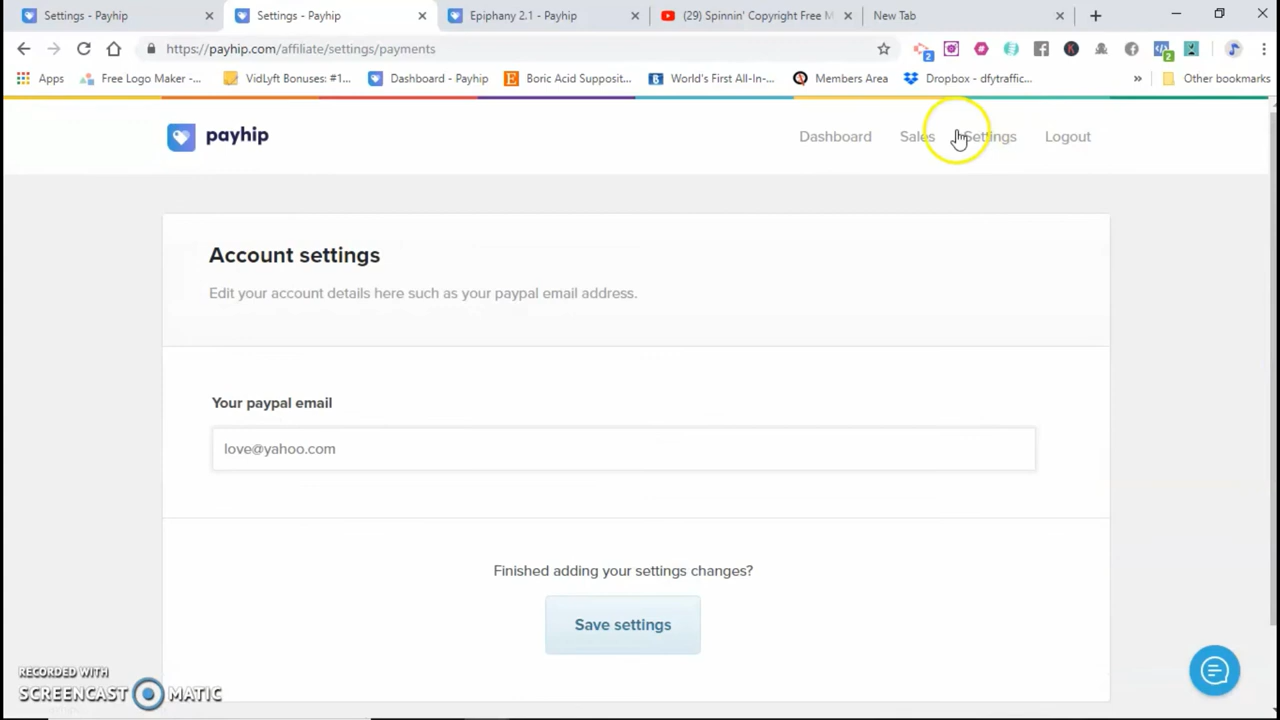 Settings - Payhip
Settings - Payhip
Epiphany 2.1 - Payhip
(29) Spinnin' Copyright Free M
New Tab
https://payhip.com/affiliate/settings/payments
2
2
Apps
Free Logo Maker -...
VidLyft Bonuses: #1...
Dashboard - Payhip
Boric Acid Supposit...
World's First All-In-...
Members Area
Dropbox - dfytraffic...
»
Other bookmarks
payhip
Dashboard
Sales
Settings
Logout
Account settings
Edit your account details here such as your paypal email address.
Your paypal email
love@yahoo.com
Finished adding your settings changes?
Save settings
RECORDED WITH
SCREENCAST MATIC